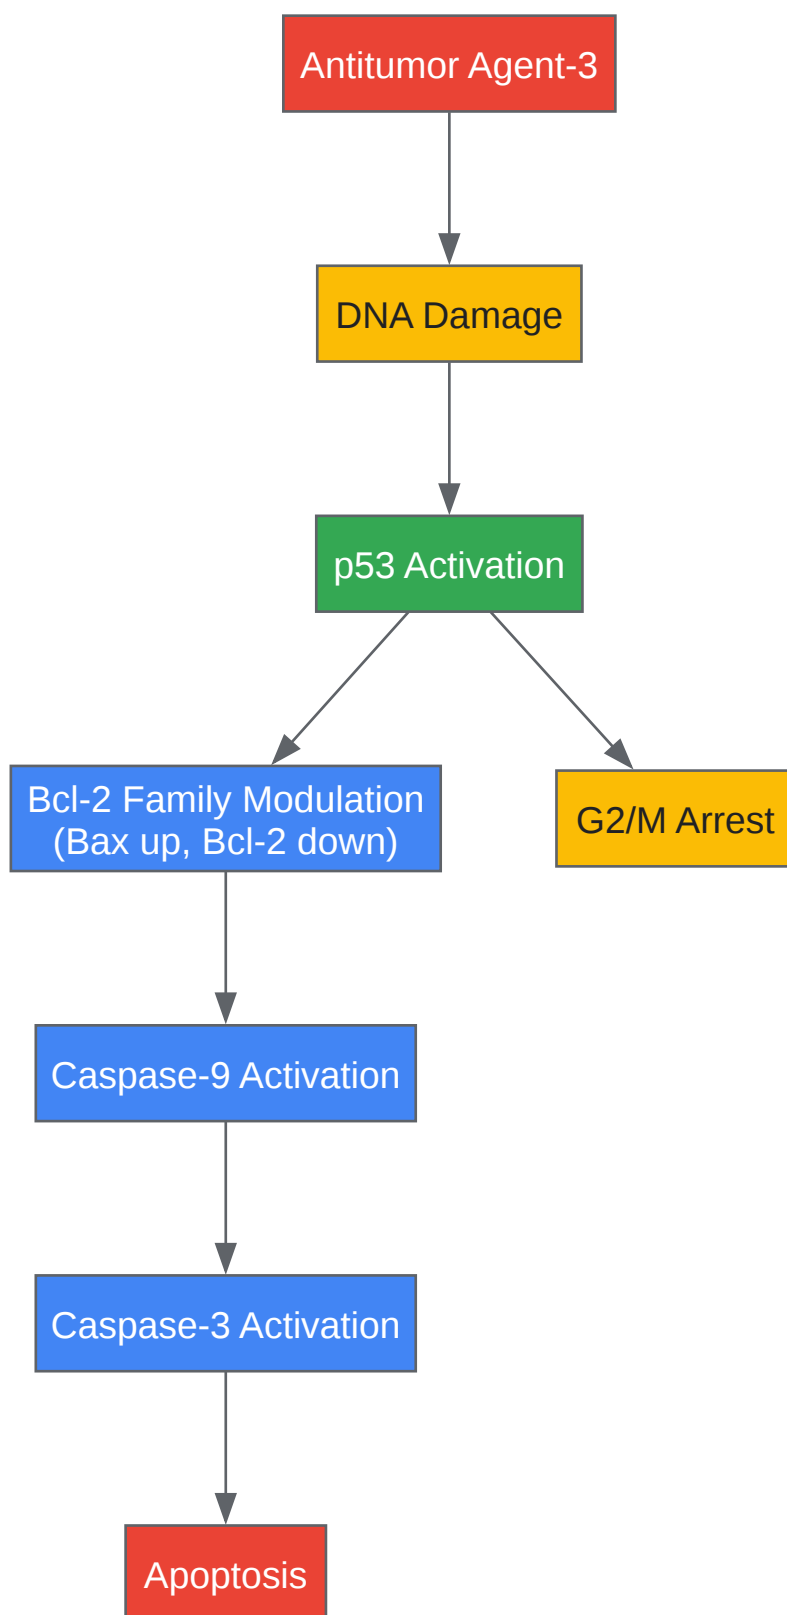 Antitumor Agent-3
DNA Damage
p53 Activation
Bcl-2 Family Modulation
(Bax up, Bcl-2 down)
G2/M Arrest
Caspase-9 Activation
Caspase-3 Activation
Apoptosis